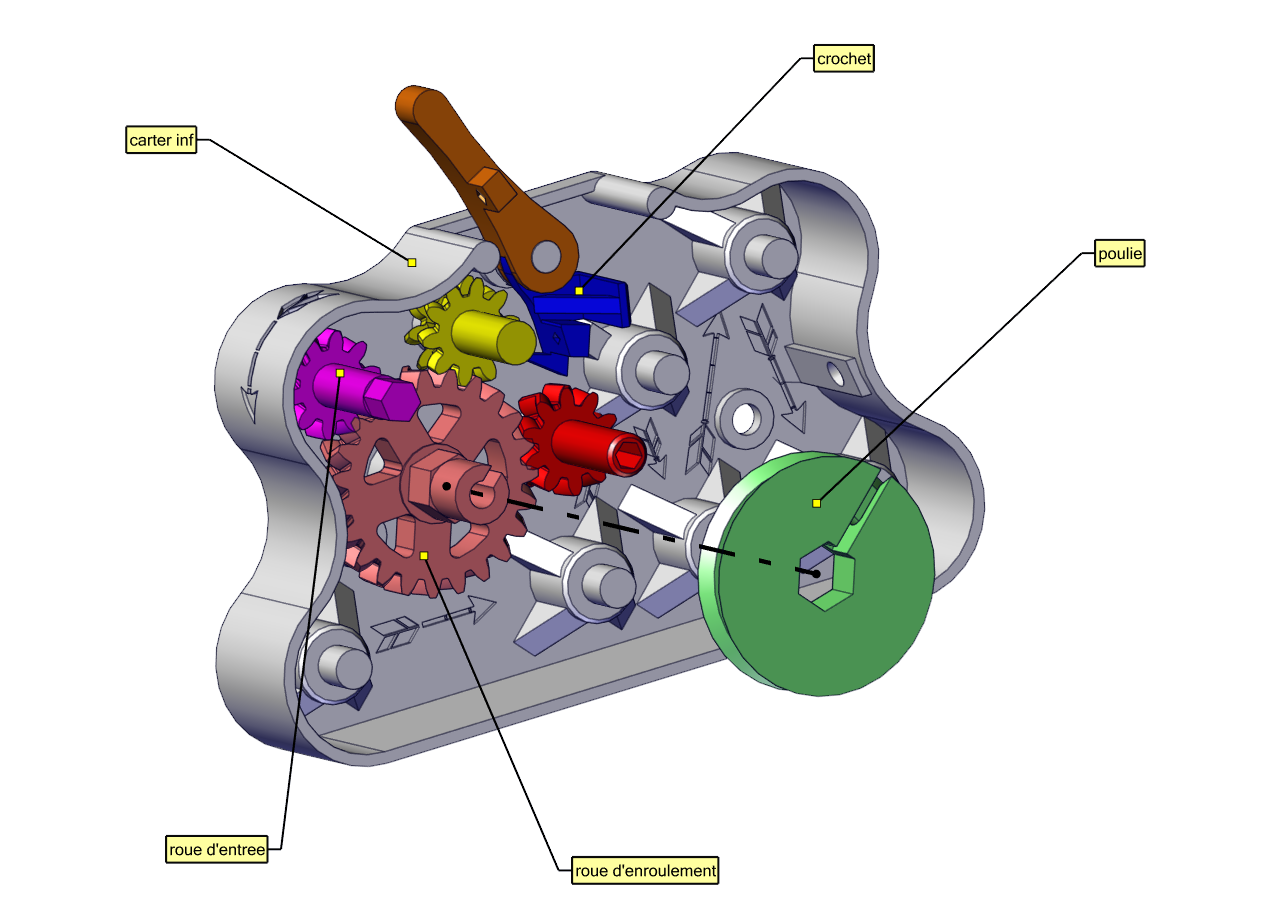 crochet
carter inf
poulie
roue d'entree
roue d'enroulement